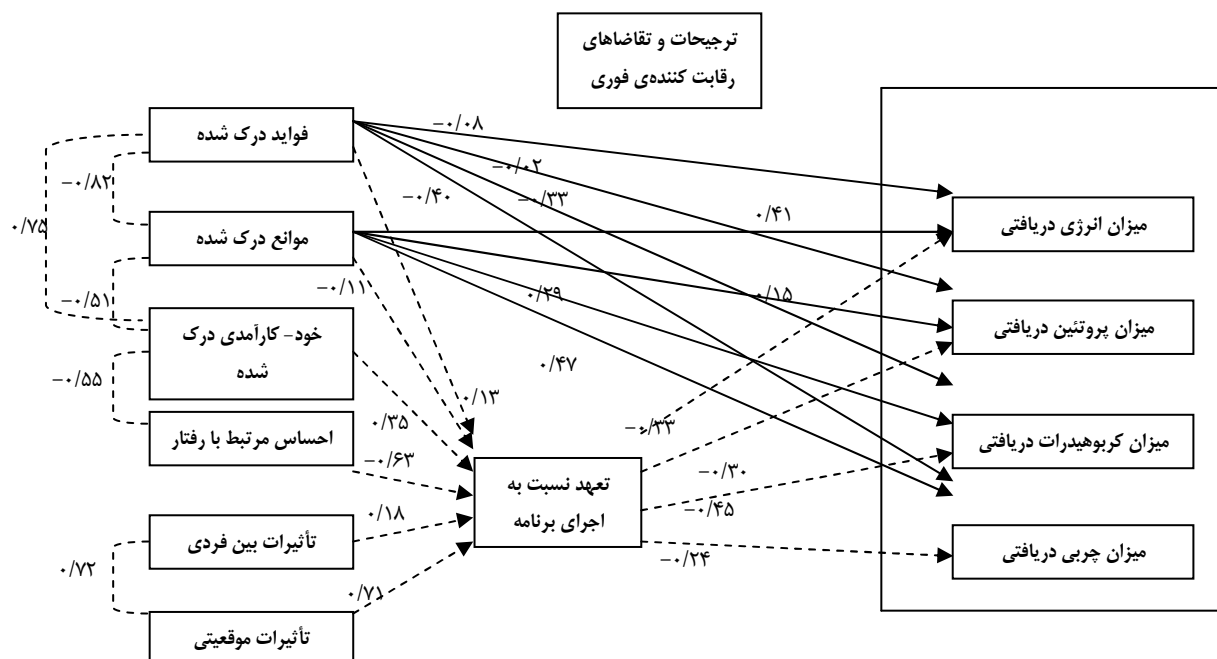 ترجیحات و تقاضاهای
رقابت کننده‌ی فوری
فواید درک شده
موانع درک شده
خود- کارآمدی درک
شده
احساس مرتبط با رفتار
تأثیرات بین فردی
تأثیرات موقعیتی
تعهد نسبت به
اجرای برنامه
میزان انرژی دریافتی
میزان پروتئین دریافتی
میزان کربوهیدرات دریافتی
میزان چربی دریافتی
-۰/۰۸
-۰/۰۲
-۰/۳۳
-۰/۴۰
۰/۴۱
۰/۱۵
۰/۲۹
۰/۴۷
-۰/۸۲
۰/۷۵
-۰/۵۱
-۰/۵۵
۰/۷۲
-۰/۱۱
۰/۱۳
۰/۳۵
-۰/۶۳
۰/۱۸
۰/۷۱
-۰/۳۳
-۰/۳۰
-۰/۴۵
-۰/۲۴